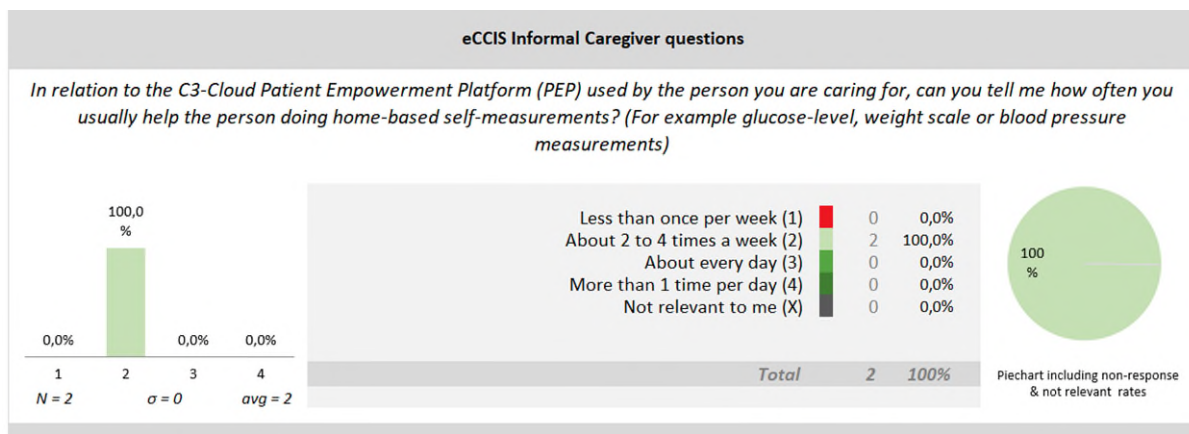 eCCIS Informal Caregiver questions
In relation to the C3-Cloud Patient Empowerment Platform (PEP) used by the person you are caring for, can you tell me how often you
usually help the person doing home-based self-measurements? (For example glucose-level, weight scale or blood pressure
measurements)
100,0
%
0,0% 0,0% 0,0%
1 2 3 4
N = 2 σ = 0 avg = 2
Less than once per week (1) 0 0,0%
About 2 to 4 times a week (2) 2 100,0%
About every day (3) 0 0,0%
More than 1 time per day (4) 0 0,0%
Not relevant to me (X) 0 0,0%
Total 2 100%
100
%
Piechart including non-response
& not relevant rates